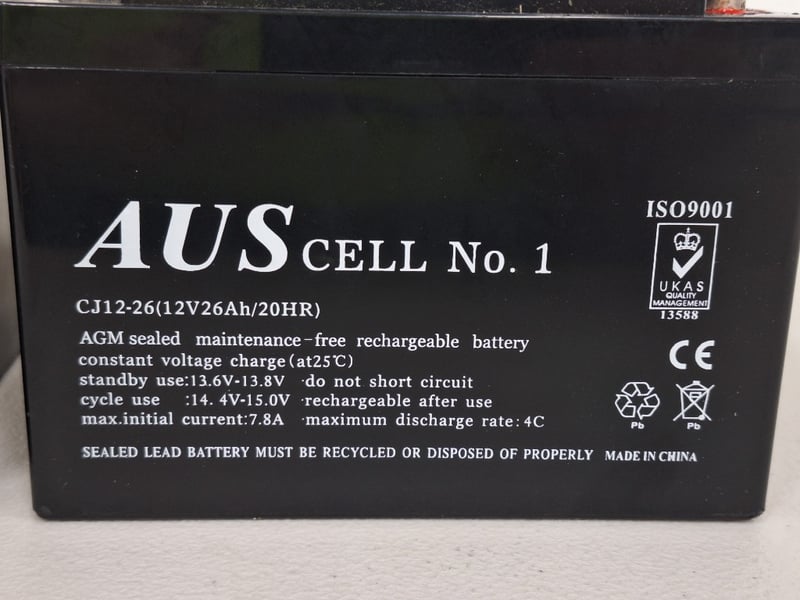 AUS CELL No. 1
ISO9001
UKAS
QUALITY
MANAGEMENT
13588
CJ12-26(12V26Ah/20HR)
AGM sealed maintenance-free rechargeable battery
constant voltage charge(at25℃)
standby use:13.6V-13.8V ·do not short circuit
cycle use :14.4V-15.0V ·rechargeable after use
max.initial current:7.8A ·maximum discharge rate:4C
CE
Pb
Pb
SEALED LEAD BATTERY MUST BE RECYCLED OR DISPOSED OF PROPERLY MADE IN CHINA